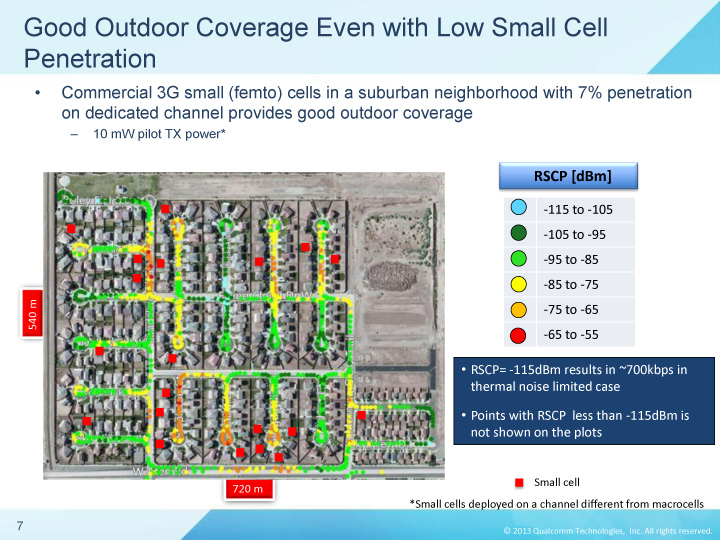 Good Outdoor Coverage Even with Low Small Cell
Penetration
• Commercial 3G small (femto) cells in a suburban neighborhood with 7% penetration
on dedicated channel provides good outdoor coverage
– 10 mW pilot TX power*
RSCP [dBm]
-115 to -105
-105 to -95
-95 to -85
-85 to -75
-75 to -65
-65 to -55
540 m
• RSCP= -115dBm results in ~700kbps in
thermal noise limited case
• Points with RSCP less than -115dBm is
not shown on the plots
720 m
Small cell
*Small cells deployed on a channel different from macrocells
7
© 2013 Qualcomm Technologies, Inc. All rights reserved.